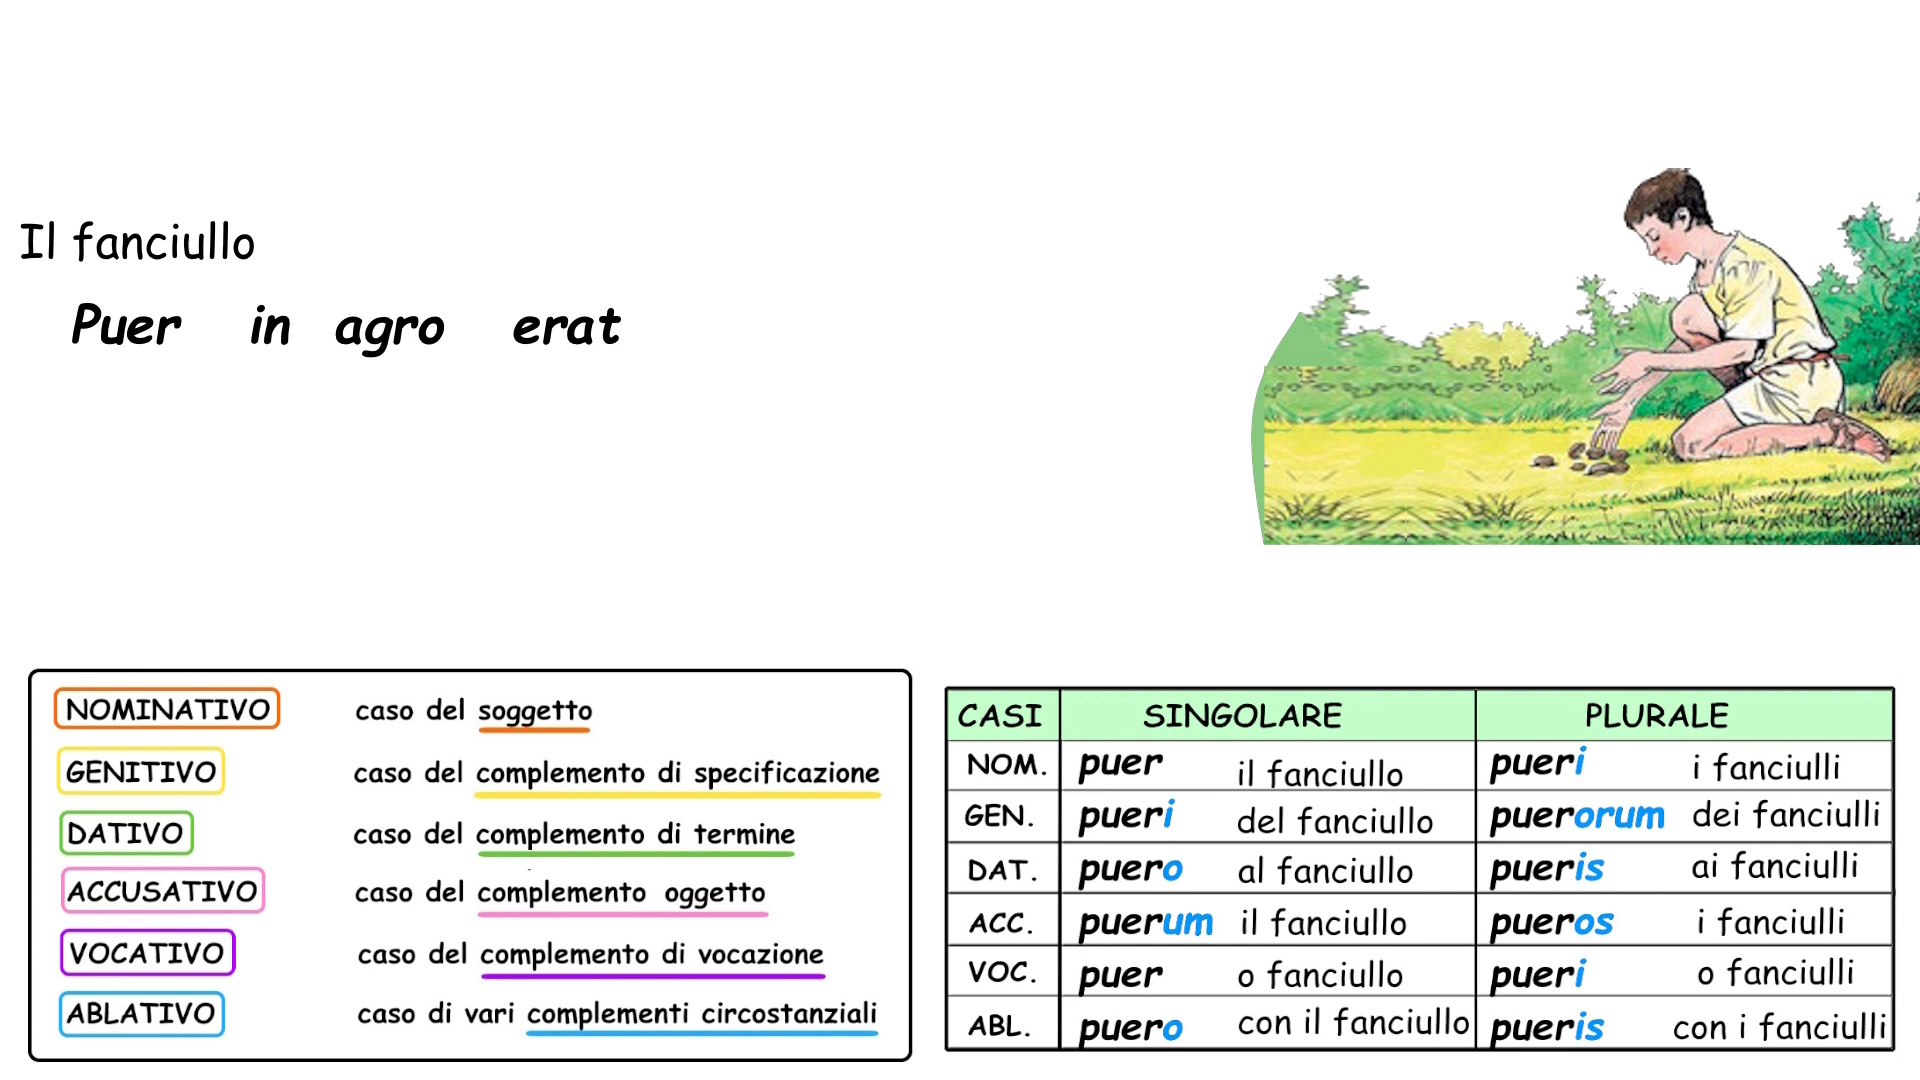 Il fanciullo
Puer in agro erat
NOMINATIVO caso del soggetto
GENITIVO caso del complemento di specificazione
DATIVO caso del complemento di termine
ACCUSATIVO caso del complemento oggetto
VOCATIVO caso del complemento di vocazione
ABLATIVO caso di vari complementi circostanziali
CASI SINGOLARE PLURALE
NOM. puer il fanciullo pueri i fanciulli
GEN. pueri del fanciullo puerorum dei fanciulli
DAT. puero al fanciullo pueris ai fanciulli
ACC. puerum il fanciullo pueros i fanciulli
VOC. puer o fanciullo pueri o fanciulli
ABL. puero con il fanciullo pueris con i fanciulli